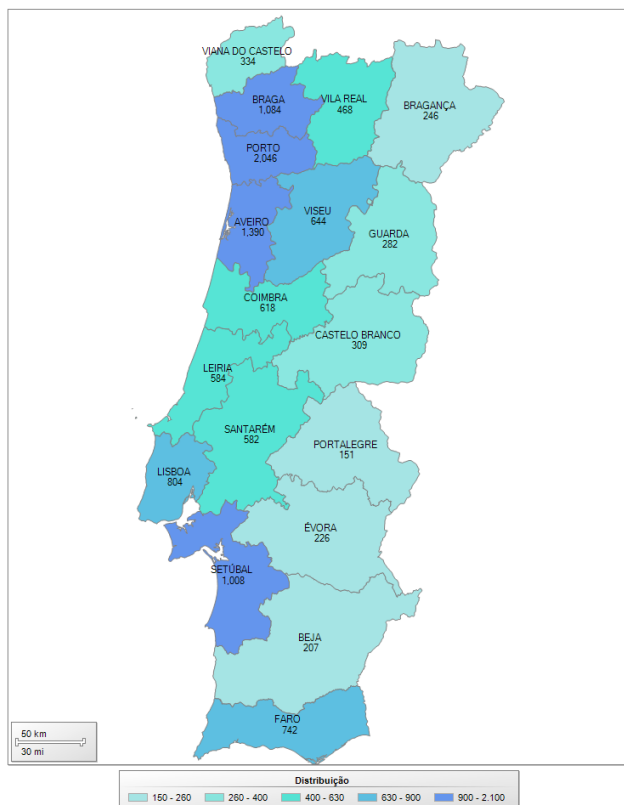 VIANA DO CASTELO
334
BRAGA
1,084
VILA REAL
468
BRAGANÇA
246
PORTO
2,046
AVEIRO
1,390
VISEU
644
GUARDA
282
COIMBRA
618
CASTELO BRANCO
309
LEIRIA
584
SANTARÉM
582
PORTALEGRE
151
LISBOA
804
ÉVORA
226
SETÚBAL
1,008
BEJA
207
FARO
742
50 km
30 mi
Distribuição
150 - 260 260 - 400 400 - 630 630 - 900 900 - 2.100